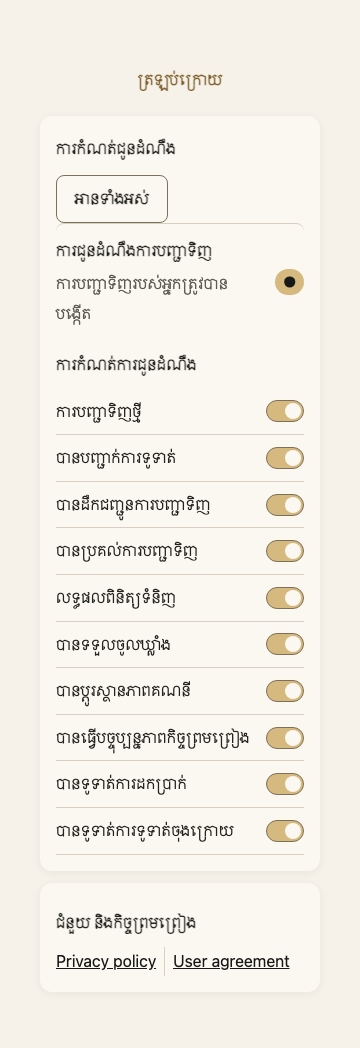 ត្រឡប់ក្រោយ
ការកំណត់ជូនដំណឹង
អានទាំងអស់
ការជូនដំណឹងការបញ្ជាទិញ
ការបញ្ជាទិញរបស់អ្នកត្រូវបាន
បង្កើត
ការកំណត់ការជូនដំណឹង
ការបញ្ជាទិញថ្មី
បានបញ្ជាក់ការទូទាត់
បានដឹកជញ្ជូនការបញ្ជាទិញ
បានប្រគល់ការបញ្ជាទិញ
លទ្ធផលពិនិត្យទំនិញ
បានទទួលចូលឃ្លាំង
បានប្តូរស្ថានភាពគណនី
បានធ្វើបច្ចុប្បន្នភាពកិច្ចព្រមព្រៀង
បានទូទាត់ការដកប្រាក់
បានទូទាត់ការទូទាត់ចុងក្រោយ
ជំនួយ និងកិច្ចព្រមព្រៀង
Privacy policy User agreement